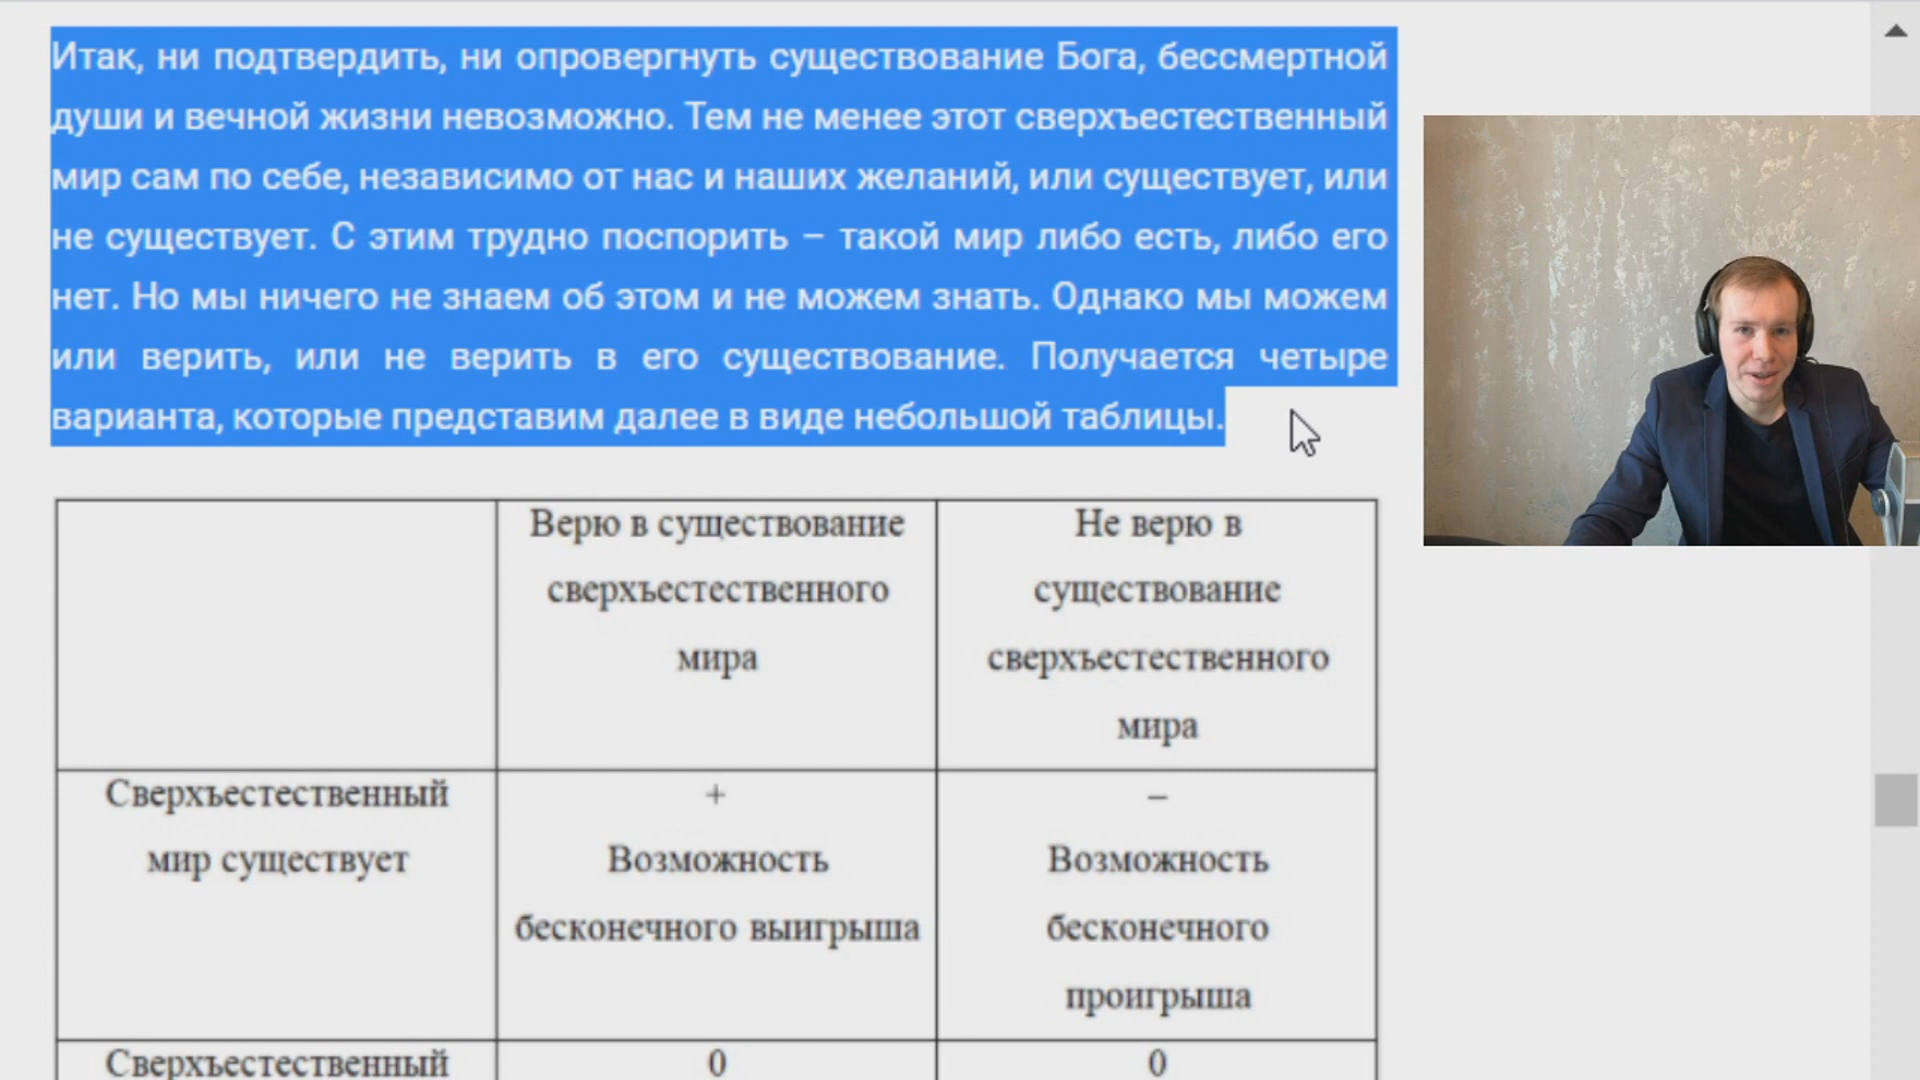 Итак, ни подтвердить, ни опровергнуть существование Бога, бессмертной
души и вечной жизни невозможно. Тем не менее этот сверхъестественный
мир сам по себе, независимо от нас и наших желаний, или существует, или
не существует. С этим трудно поспорить – такой мир либо есть, либо его
нет. Но мы ничего не знаем об этом и не можем знать. Однако мы можем
или верить, или не верить в его существование. Получается четыре
варианта, которые представим далее в виде небольшой таблицы.
Верю в существование
сверхъестественного
мира
Не верю в
существование
сверхъестественного
мира
Сверхъестественный
мир существует
+
Возможность
бесконечного выигрыша
–
Возможность
бесконечного
проигрыша
Сверхъестественный
0
0